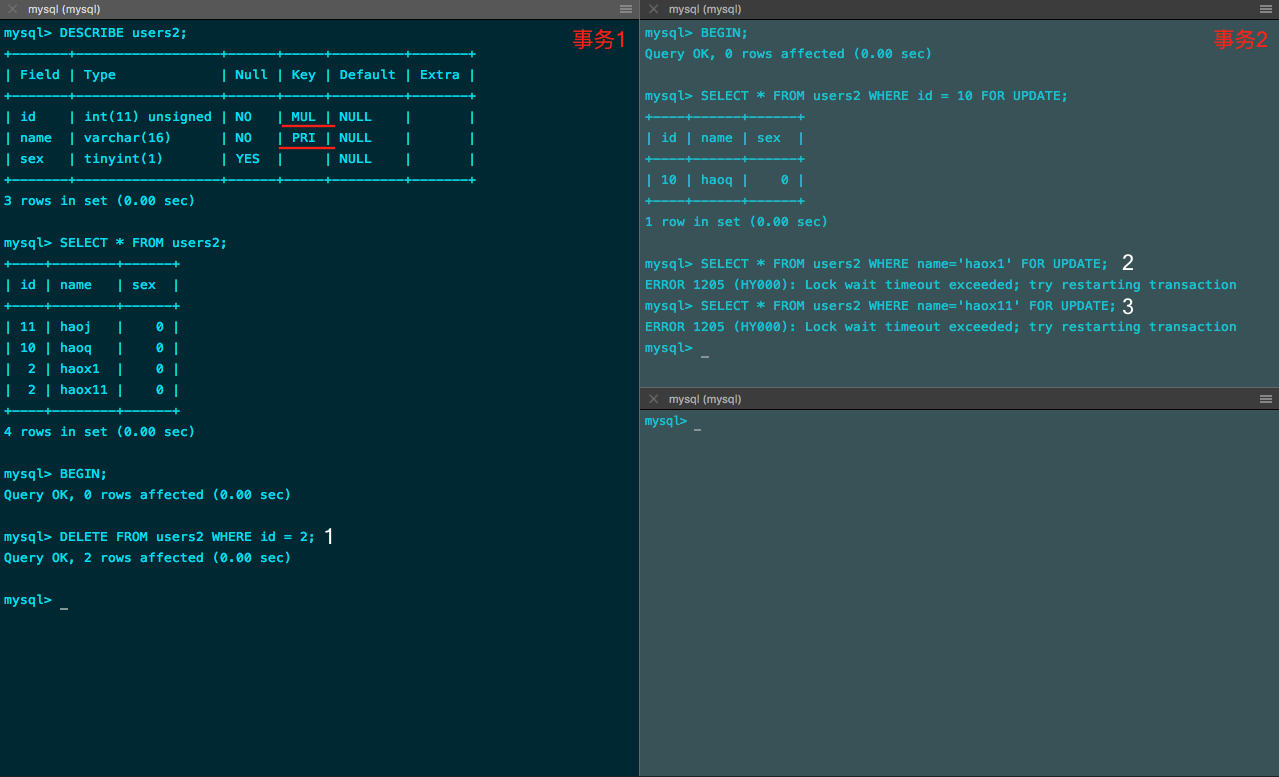 mysql (mysql)
事务1
mysql> DESCRIBE users2;
+-------+------------------+------+-----+---------+-------+
| Field | Type             | Null | Key | Default | Extra |
+-------+------------------+------+-----+---------+-------+
| id    | int(11) unsigned | NO   | MUL | NULL    |       |
| name  | varchar(16)      | NO   | PRI | NULL    |       |
| sex   | tinyint(1)       | YES  |     | NULL    |       |
+-------+------------------+------+-----+---------+-------+
3 rows in set (0.00 sec)
mysql> SELECT * FROM users2;
+----+--------+------+
| id | name   | sex  |
+----+--------+------+
| 11 | haoj   |    0 |
| 10 | haoq   |    0 |
|  2 | haox1  |    0 |
|  2 | haox11 |    0 |
+----+--------+------+
4 rows in set (0.00 sec)
mysql> BEGIN;
Query OK, 0 rows affected (0.00 sec)
mysql> DELETE FROM users2 WHERE id = 2; 1
Query OK, 2 rows affected (0.00 sec)
mysql> _
mysql (mysql)
事务2
mysql> BEGIN;
Query OK, 0 rows affected (0.00 sec)
mysql> SELECT * FROM users2 WHERE id = 10 FOR UPDATE;
+----+------+------+
| id | name | sex  |
+----+------+------+
| 10 | haoq |    0 |
+----+------+------+
1 row in set (0.00 sec)
mysql> SELECT * FROM users2 WHERE name='haox1' FOR UPDATE; 2
ERROR 1205 (HY000): Lock wait timeout exceeded; try restarting transaction
mysql> SELECT * FROM users2 WHERE name='haox11' FOR UPDATE; 3
ERROR 1205 (HY000): Lock wait timeout exceeded; try restarting transaction
mysql> _
mysql (mysql)
mysql> _